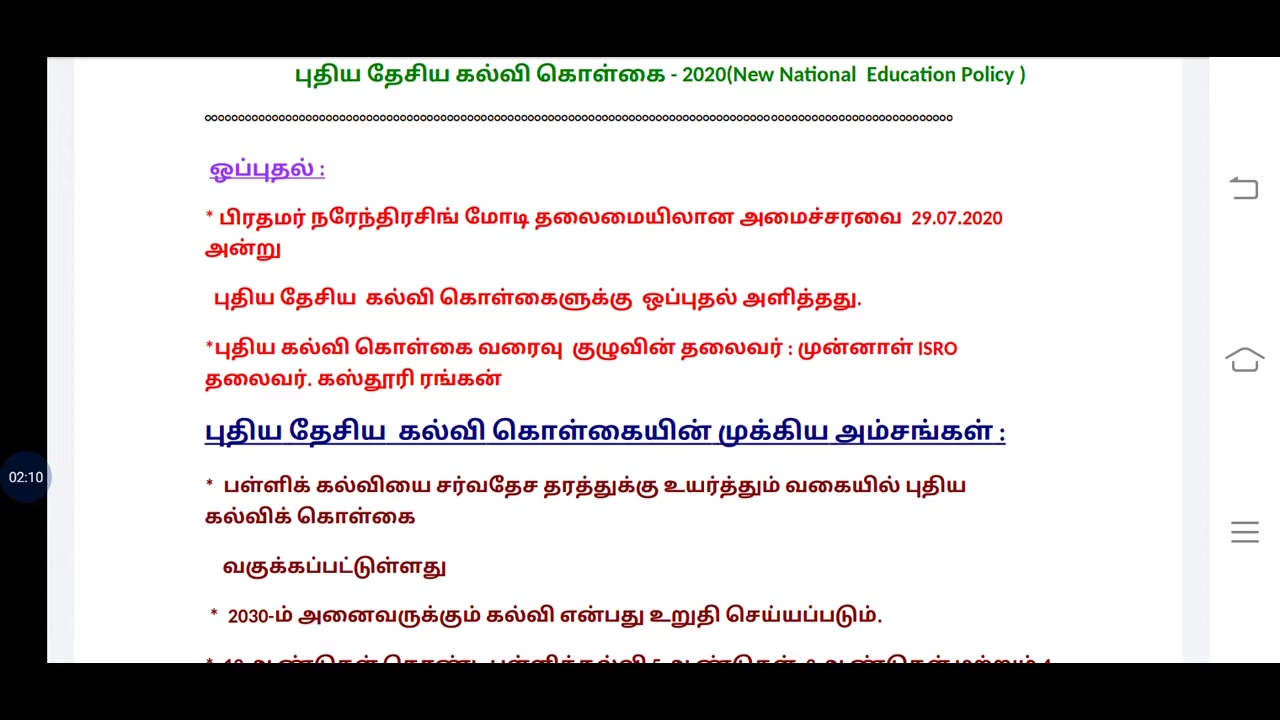 புதிய தேசிய கல்வி கொள்கை - 2020(New National Education Policy )
ஒப்புதல் :
* பிரதமர் நரேந்திரசிங் மோடி தலைமையிலான அமைச்சரவை 29.07.2020
அன்று
புதிய தேசிய கல்வி கொள்கைளுக்கு ஒப்புதல் அளித்தது.
*புதிய கல்வி கொள்கை வரைவு குழுவின் தலைவர் : முன்னாள் ISRO
தலைவர். கஸ்தூரி ரங்கன்
புதிய தேசிய கல்வி கொள்கையின் முக்கிய அம்சங்கள் :
* பள்ளிக் கல்வியை சர்வதேச தரத்துக்கு உயர்த்தும் வகையில் புதிய
கல்விக் கொள்கை
வகுக்கப்பட்டுள்ளது
02:10
* 2030-ம் அனைவருக்கும் கல்வி என்பது உறுதி செய்யப்படும்.